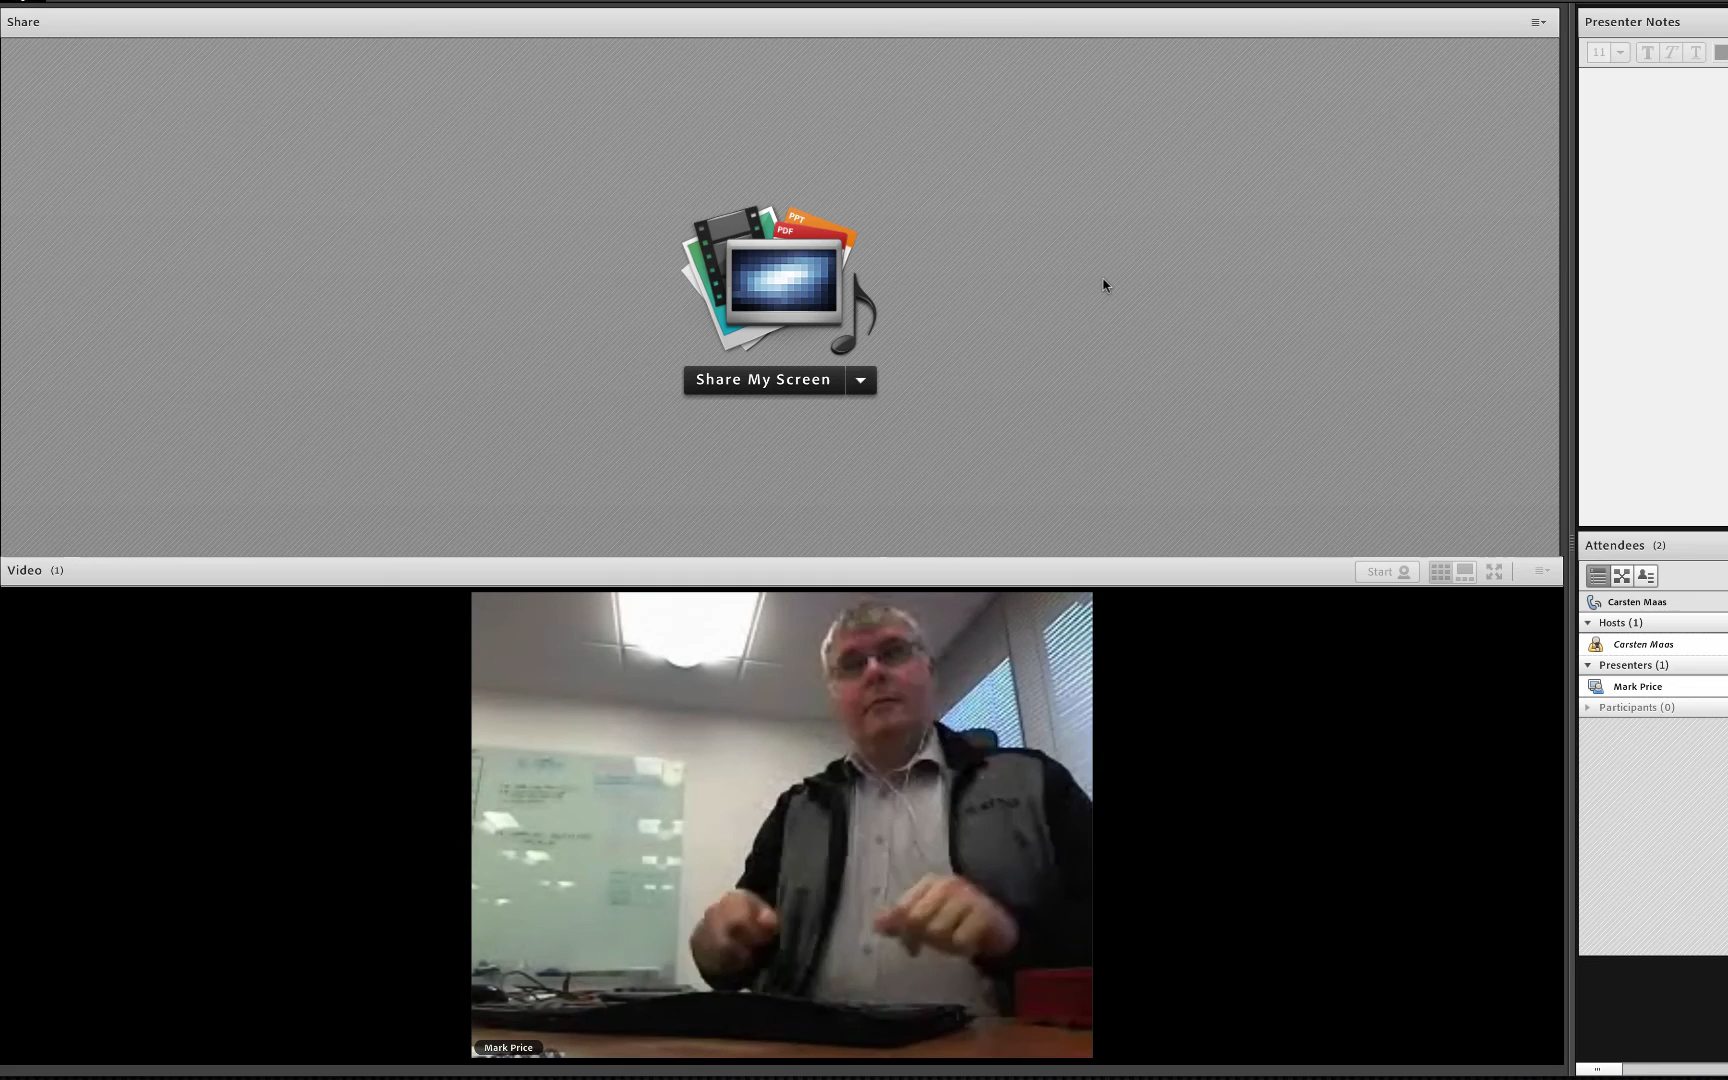 Share
Presenter Notes
11
T T T
PPT
PDF
Share My Screen
Video (1)
Start
Attendees (2)
Carsten Maas
Hosts (1)
Carsten Maas
Presenters (1)
Mark Price
Participants (0)
Mark Price